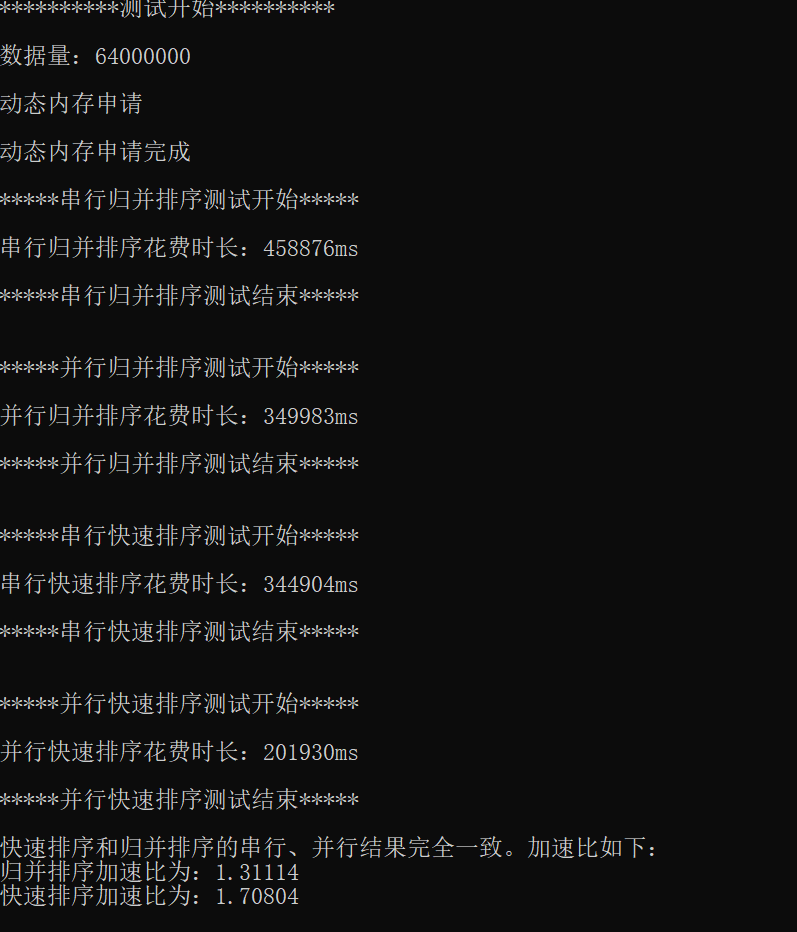 **********测试开始**********
数据量：64000000
动态内存申请
动态内存申请完成
*****串行归并排序测试开始*****
串行归并排序花费时长：458876ms
*****串行归并排序测试结束*****
*****并行归并排序测试开始*****
并行归并排序花费时长：349983ms
*****并行归并排序测试结束*****
*****串行快速排序测试开始*****
串行快速排序花费时长：344904ms
*****串行快速排序测试结束*****
*****并行快速排序测试开始*****
并行快速排序花费时长：201930ms
*****并行快速排序测试结束*****
快速排序和归并排序的串行、并行结果完全一致。加速比如下：
归并排序加速比为：1.31114
快速排序加速比为：1.70804